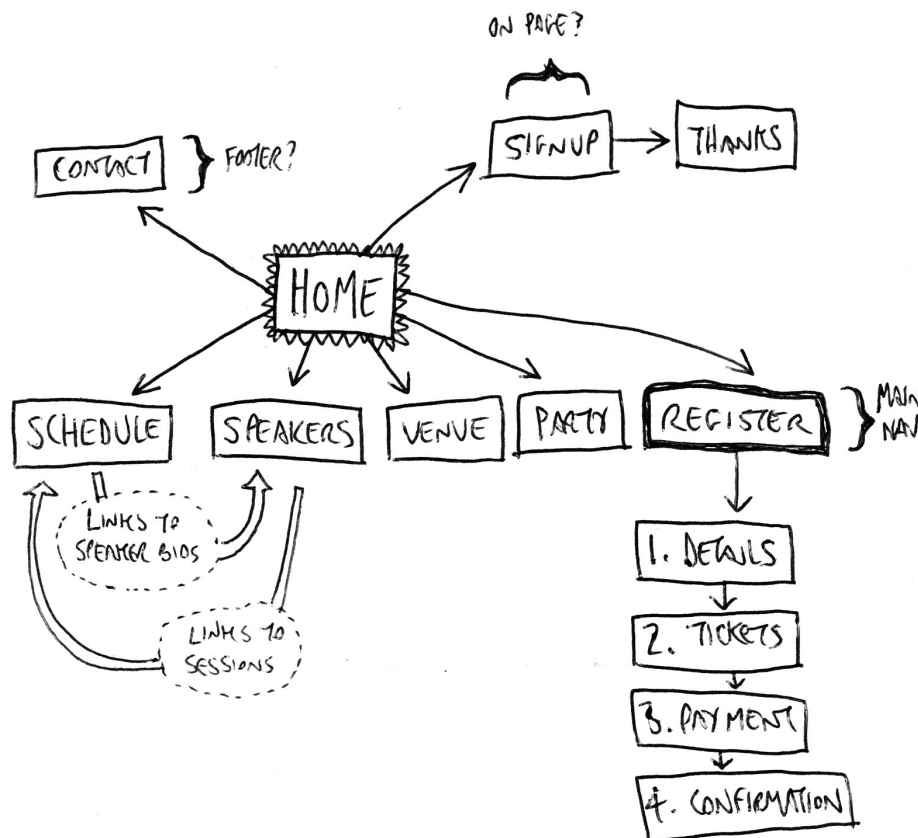 ON PAGE?
SIGNUP
THANKS
CONTACT
FOOTER?
HOME
SCHEDULE
SPEAKERS
VENUE
PARTY
REGISTER
MAIN
NAV
LINKS TO
SPEAKER BIOS
LINKS TO
SESSIONS
1. DETAILS
2. TICKETS
3. PAYMENT
4. CONFIRMATION